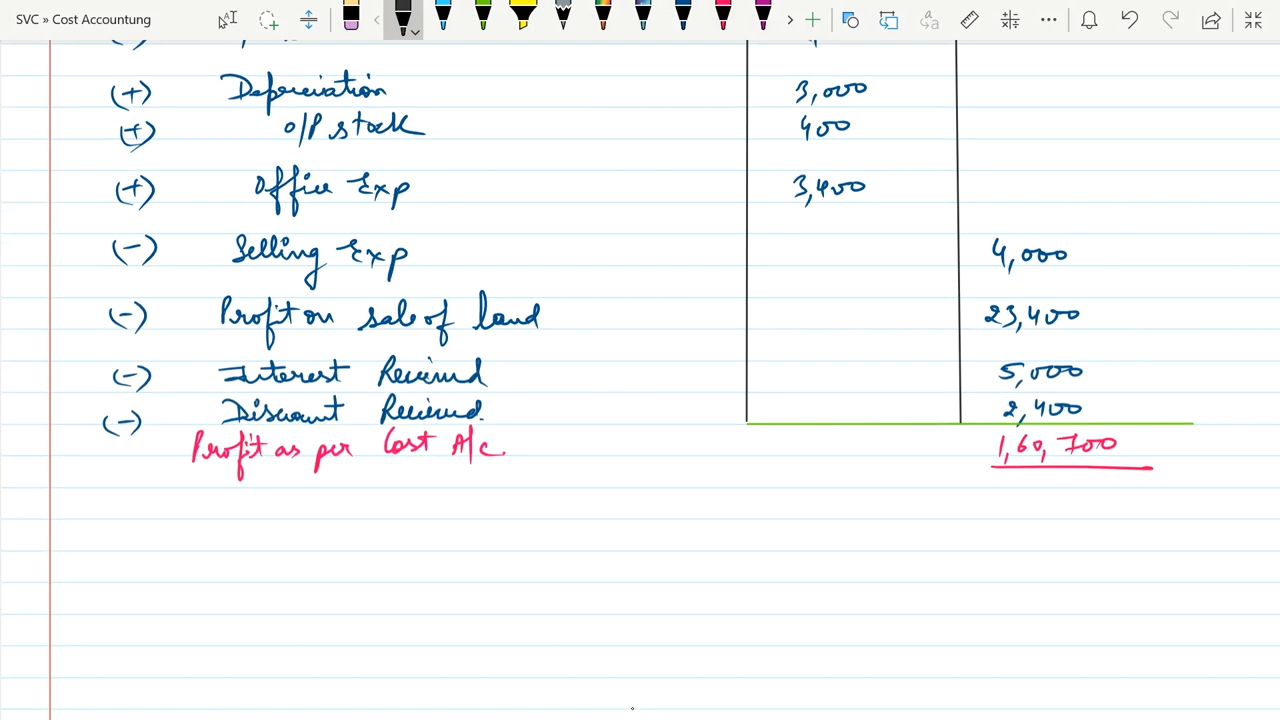 SVC » Cost Accountung
(+) Depreciation 3,000
(+) O/P stock 400
(+) Office Exp 3,400
(-) Selling Exp 4,000
(-) Profit on sale of land 23,400
(-) Interest Received 5,000
(-) Discount Received. 2,400
Profit as per Cost A/c 1,60,700